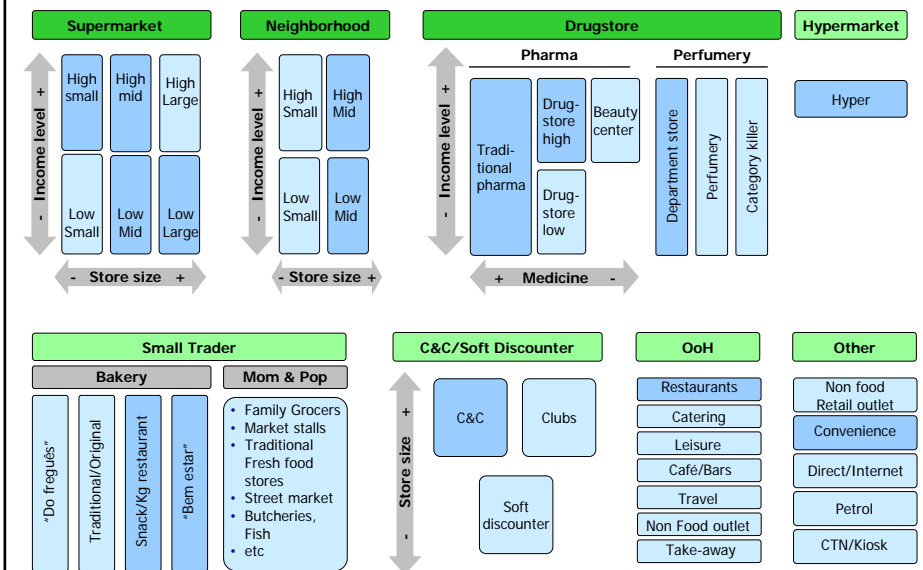 Supermarket
Neighborhood
Drugstore
Hypermarket
- Income level +
High
small
High
mid
High
Large
Low
Small
Low
Mid
Low
Large
- Store size +
- Income level +
High
Small
High
Mid
Low
Small
Low
Mid
- Store size +
Pharma
Perfumery
- Income level +
Tradi-
tional
pharma
Drug-
store
high
Beauty
center
Drug-
store
low
+ Medicine -
Department store
Perfumery
Category killer
Hyper
Small Trader
C&C/Soft Discounter
OoH
Other
Bakery
Mom & Pop
"Do freguês"
Traditional/Original
Snack/Kg restaurant
"Bem estar"
• Family Grocers
• Market stalls
• Traditional
Fresh food
stores
• Street market
• Butcheries,
Fish
• etc
- Store size +
C&C
Clubs
Soft
discounter
Restaurants
Catering
Leisure
Café/Bars
Travel
Non Food outlet
Take-away
Non food
Retail outlet
Convenience
Direct/Internet
Petrol
CTN/Kiosk